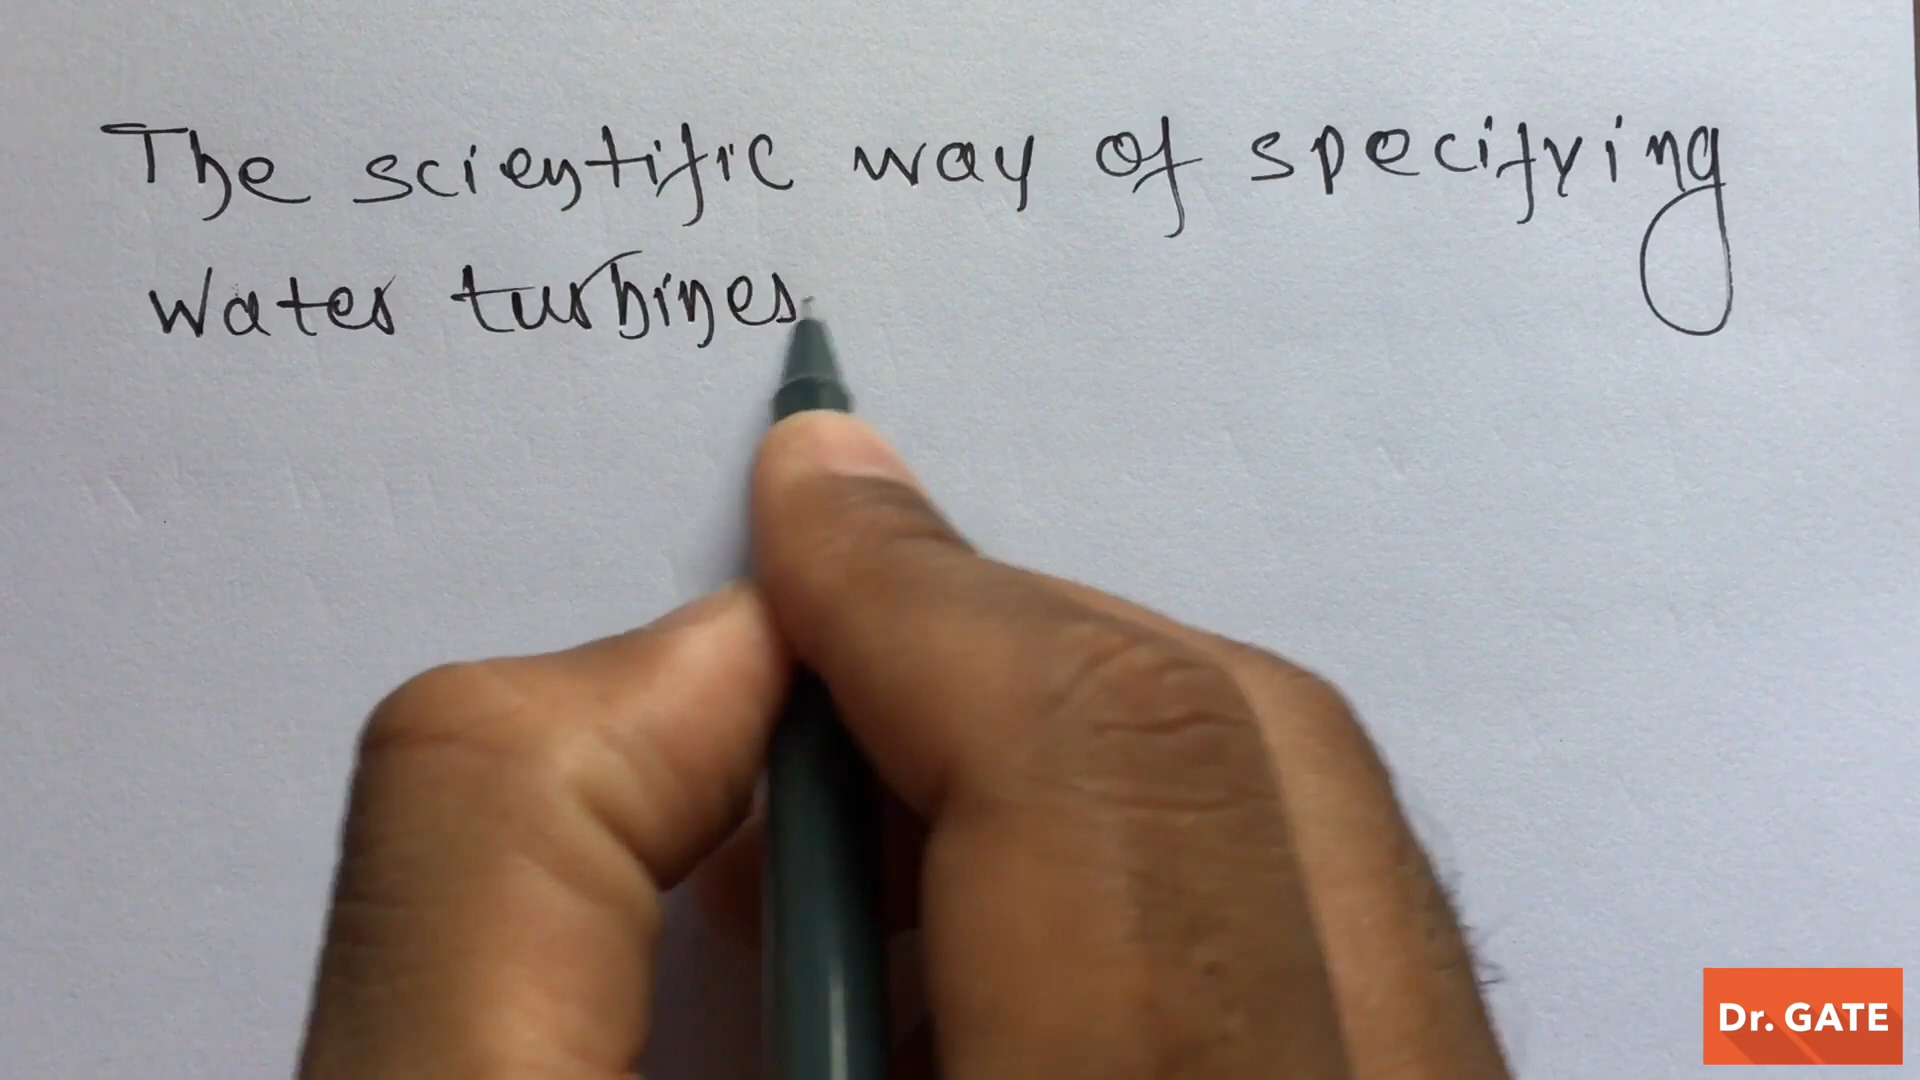 The scientific way of specifying
Water turbines
Dr. GATE